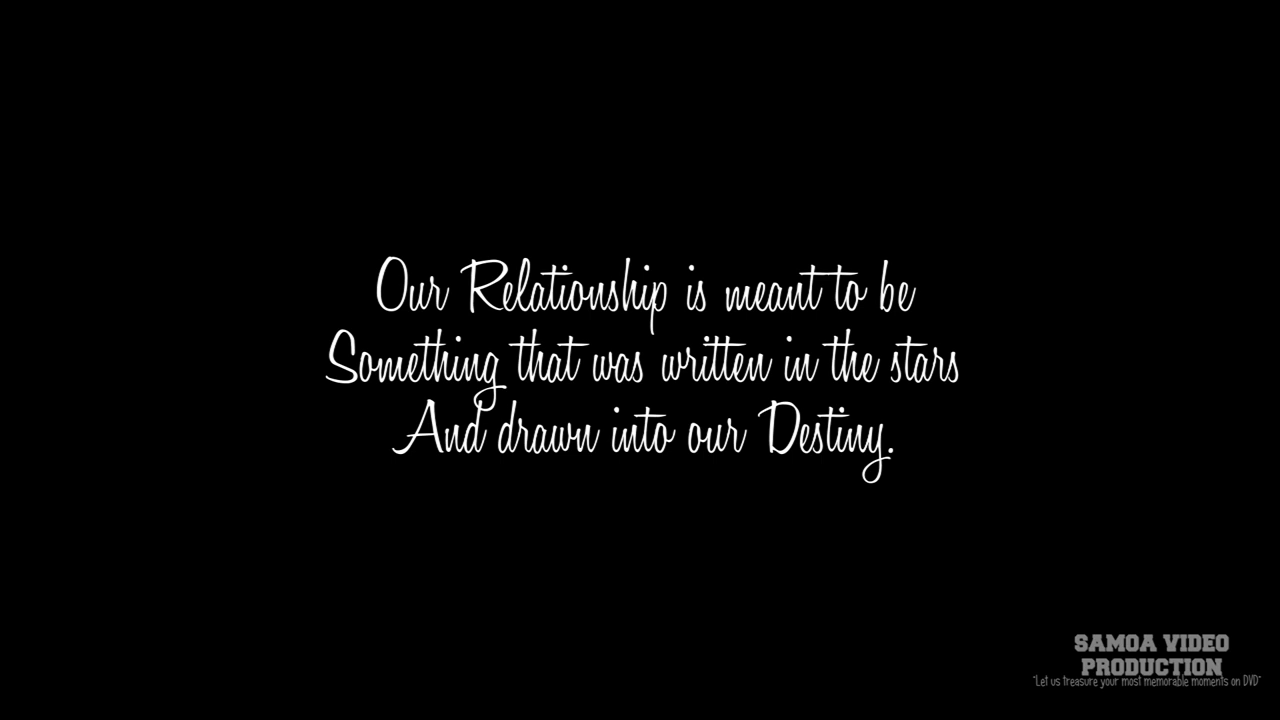 Our Relationship is meant to be
Something that was written in the stars
And drawn into our Destiny.
SAMOA VIDEO
PRODUCTION
"Let us treasure your most memorable moments on DVD"